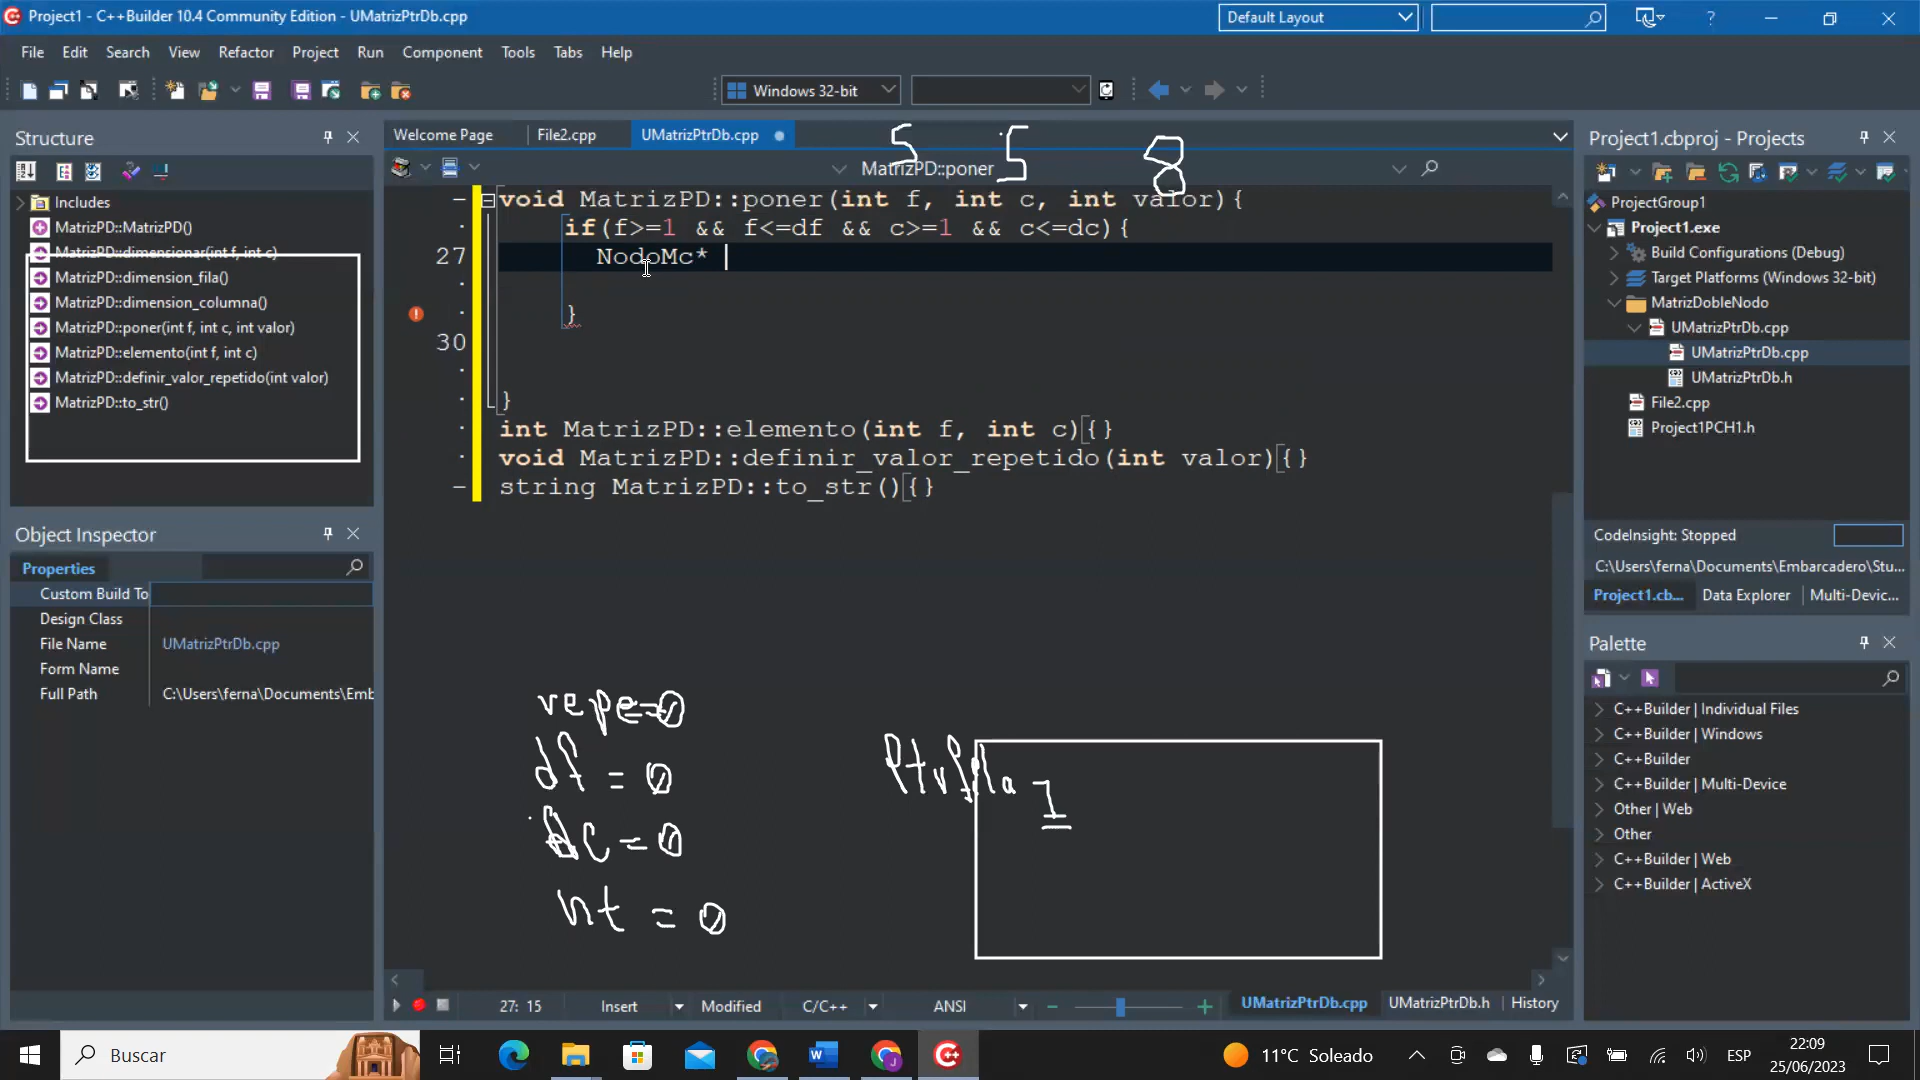 Project1 - C++Builder 10.4 Community Edition - UMatrizPtrDb.cpp
Default Layout
?
File Edit Search View Refactor Project Run Component Tools Tabs Help
Windows 32-bit
Structure
Includes
MatrizPD::MatrizPD()
MatrizPD::dimensionar(int f, int c)
MatrizPD::dimension_fila()
MatrizPD::dimension_columna()
MatrizPD::poner(int f, int c, int valor)
MatrizPD::elemento(int f, int c)
MatrizPD::definir_valor_repetido(int valor)
MatrizPD::to_str()
Object Inspector
Properties
Custom Build To
Design Class
File Name UMatrizPtrDb.cpp
Form Name
Full Path C:\Users\ferna\Documents\Emb
Welcome Page File2.cpp UMatrizPtrDb.cpp
5 5 8
MatrizPD::poner
void MatrizPD::poner(int f, int c, int valor){
if(f>=1 && f<=df && c>=1 && c<=dc){
27 NodoMc*
}
30
}
int MatrizPD::elemento(int f, int c){}
void MatrizPD::definir_valor_repetido(int valor){}
string MatrizPD::to_str(){}
repe=0
df = 0
dc = 0
nt = 0
Ptrfila 1
27: 15 Insert Modified C/C++ ANSI
UMatrizPtrDb.cpp UMatrizPtrDb.h History
Project1.cbproj - Projects
ProjectGroup1
Project1.exe
Build Configurations (Debug)
Target Platforms (Windows 32-bit)
MatrizDobleNodo
UMatrizPtrDb.cpp
UMatrizPtrDb.cpp
UMatrizPtrDb.h
File2.cpp
Project1PCH1.h
CodeInsight: Stopped
C:\Users\ferna\Documents\Embarcadero\Stu...
Project1.cb... Data Explorer Multi-Devic...
Palette
C++Builder | Individual Files
C++Builder | Windows
C++Builder
C++Builder | Multi-Device
Other | Web
Other
C++Builder | Web
C++Builder | ActiveX
Buscar
11°C Soleado
ESP
22:09
25/06/2023